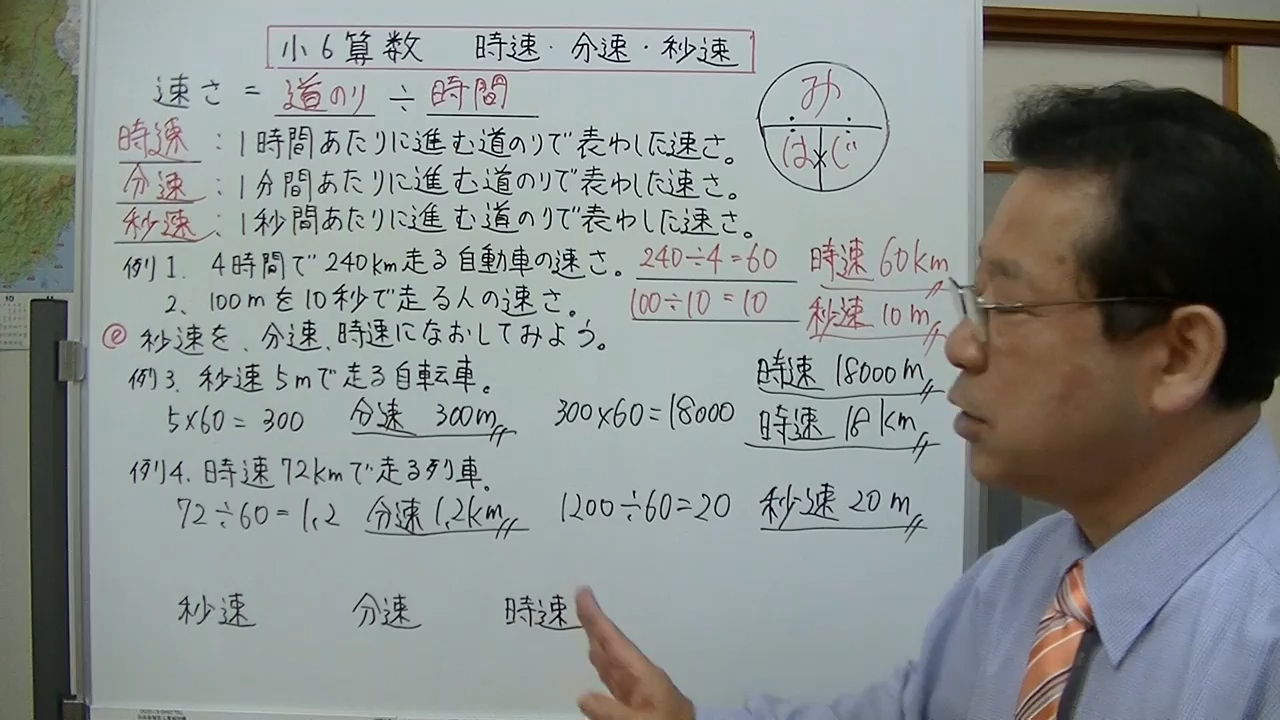 小6算数 時速・分速・秒速
速さ = 道のり ÷ 時間
み
は×じ
時速:1時間あたりに進む道のりで表わした速さ。
分速:1分間あたりに進む道のりで表わした速さ。
秒速:1秒間あたりに進む道のりで表わした速さ。
例1. 4時間で240km走る自動車の速さ。 240÷4=60 時速60km
2. 100mを10秒で走る人の速さ。 100÷10=10 秒速10m
◎ 秒速を、分速、時速になおしてみよう。
例3. 秒速5mで走る自転車。 時速18000m
5×60=300 分速300m 300×60=18000 時速18km
例4. 時速72kmで走る列車。
72÷60=1,2 分速1,2km 1200÷60=20 秒速20m
秒速 分速 時速